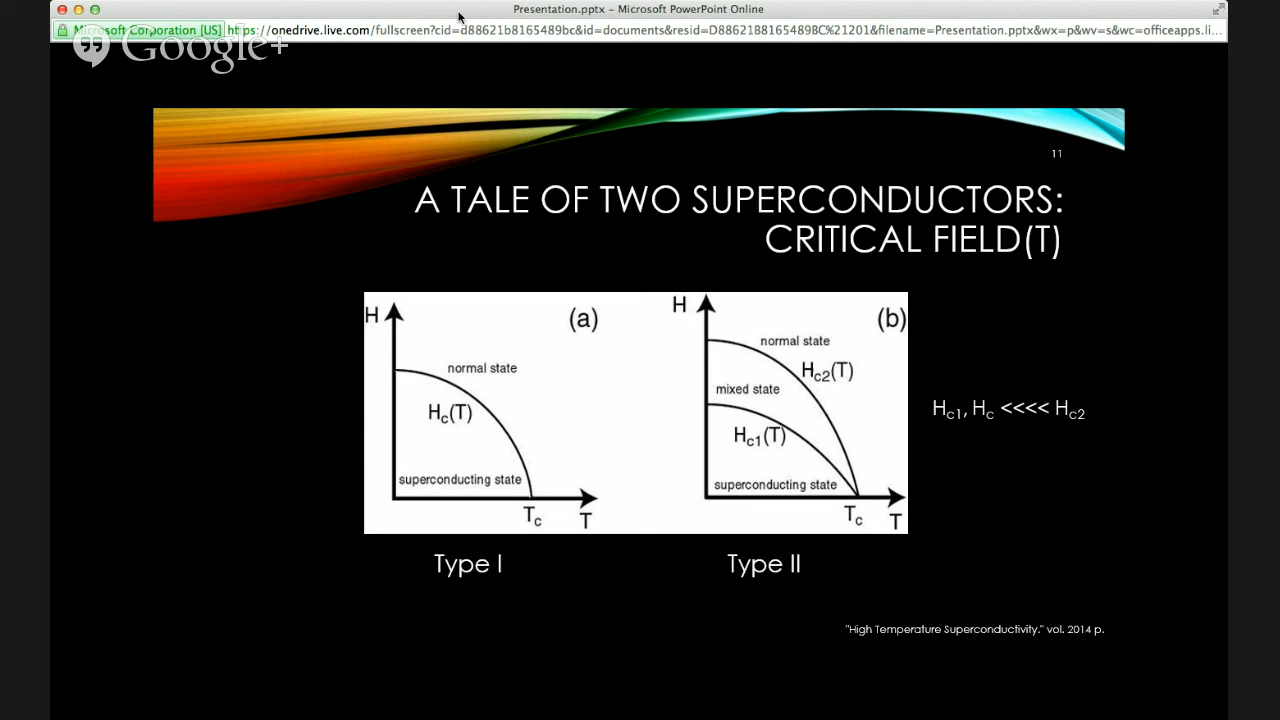 Presentation.pptx – Microsoft PowerPoint Online
Microsoft Corporation [US] https://onedrive.live.com/fullscreen?cid=d88621b8165489bc&id=documents&resid=D88621B8165489BC%21201&filename=Presentation.pptx&wx=p&wv=s&wc=officeapps.li...
Google+
11
A TALE OF TWO SUPERCONDUCTORS:
CRITICAL FIELD(T)
H
(a)
normal state
Hc(T)
superconducting state
Tc
T
H
(b)
normal state
Hc2(T)
mixed state
Hc1(T)
superconducting state
Tc
T
Hc1, Hc <<<< Hc2
Type I
Type II
"High Temperature Superconductivity." vol. 2014 p.